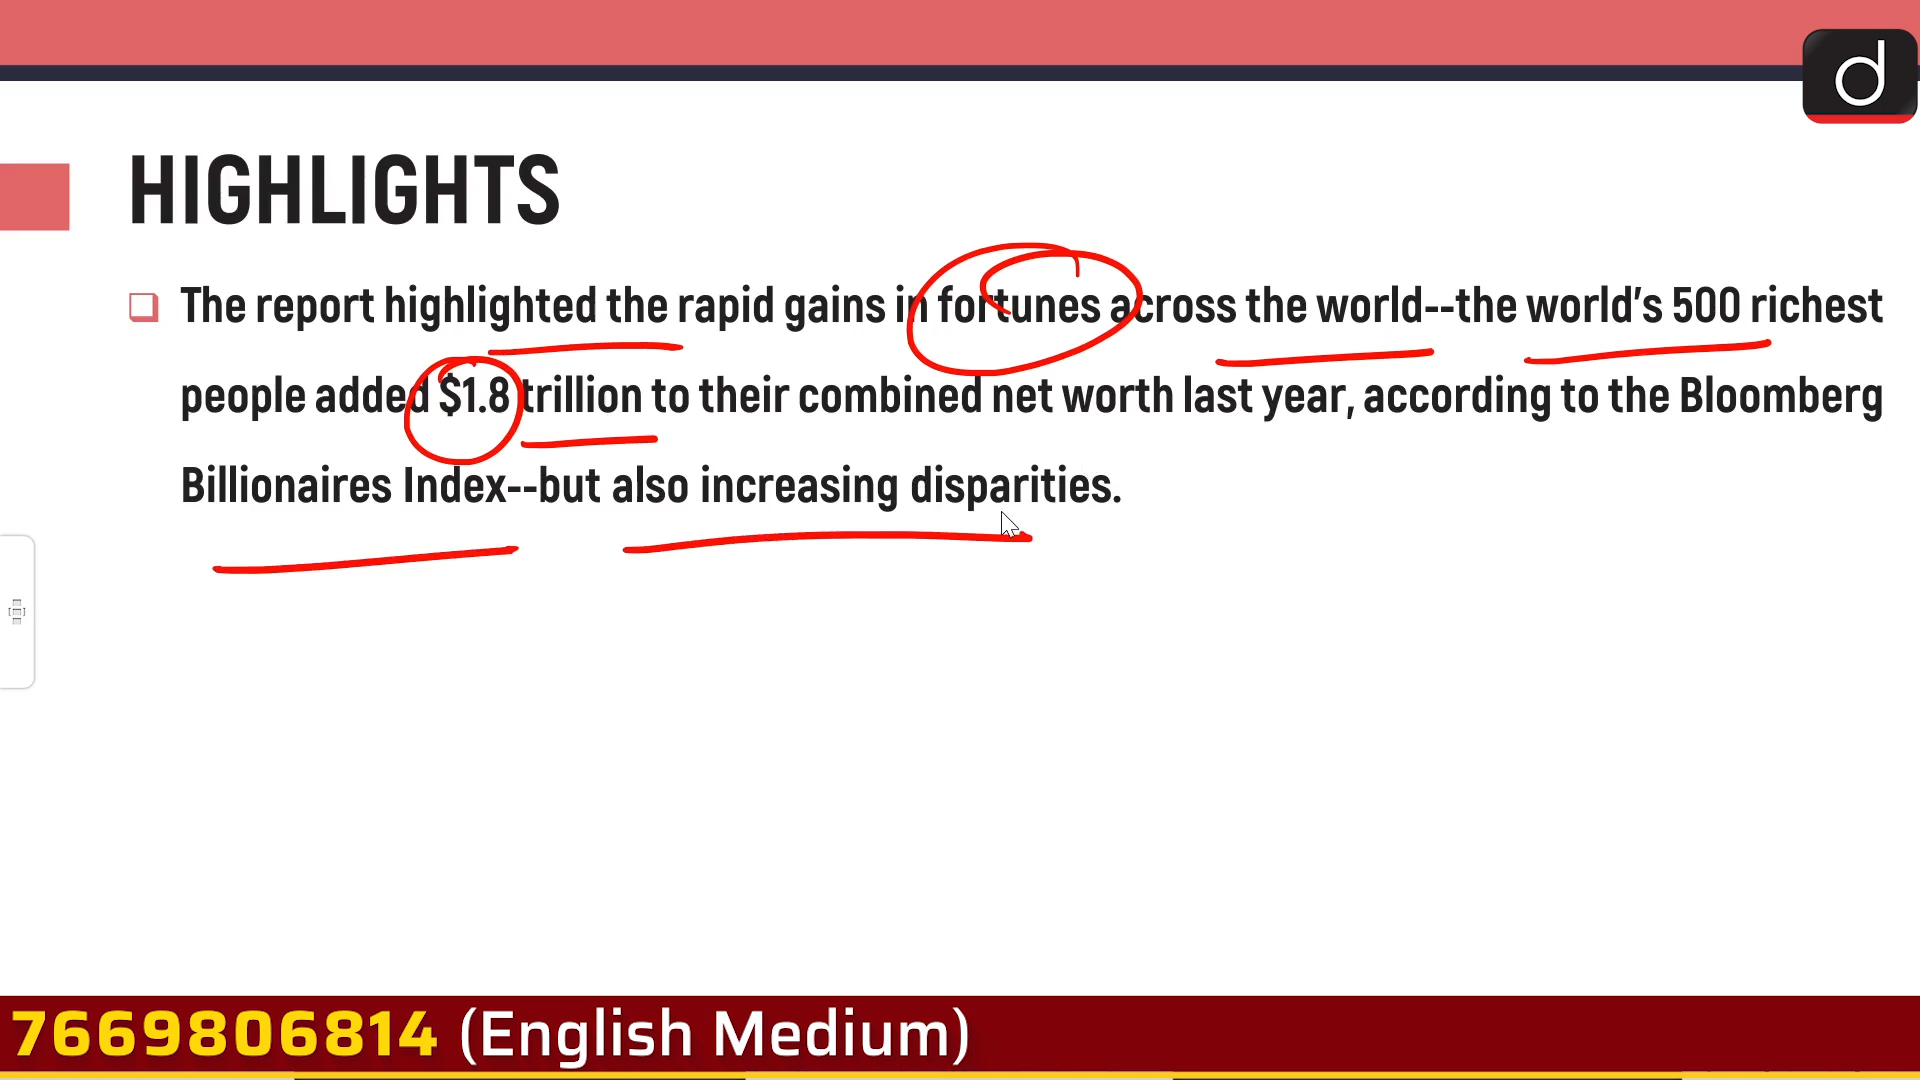 d
HIGHLIGHTS
The report highlighted the rapid gains in fortunes across the world--the world's 500 richest
people added $1.8 trillion to their combined net worth last year, according to the Bloomberg
Billionaires Index--but also increasing disparities.
7669806814 (English Medium)